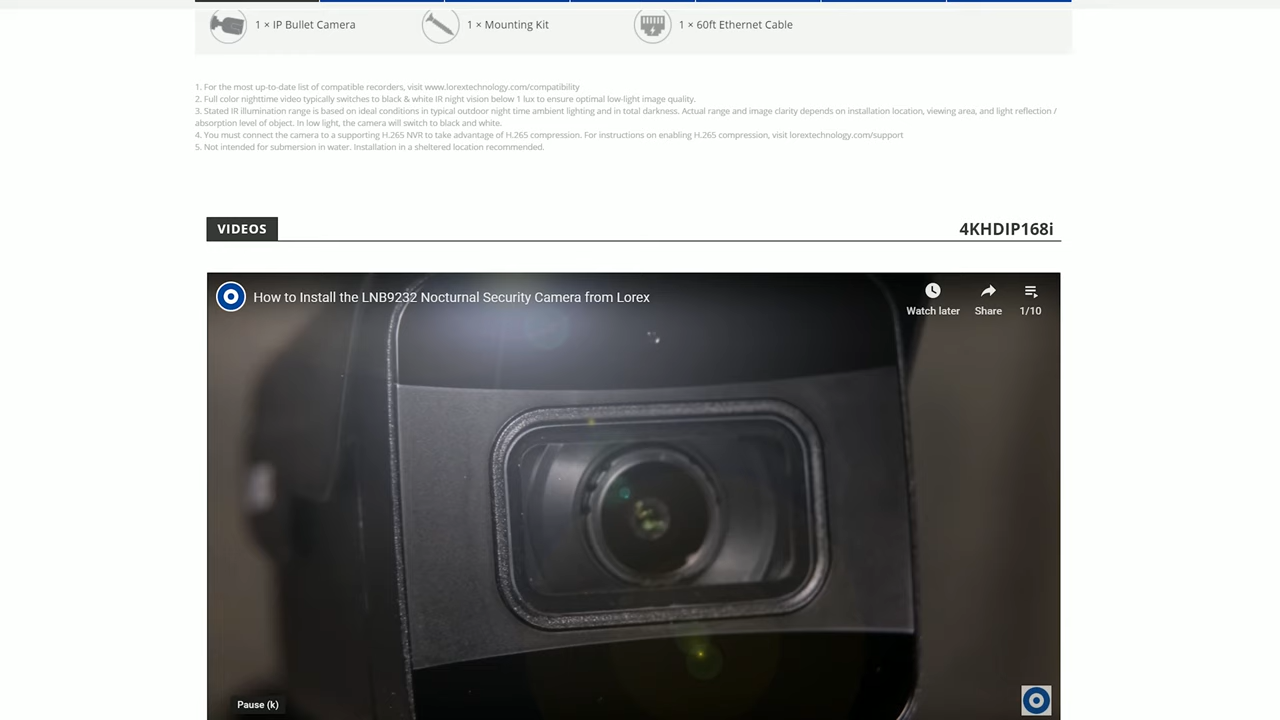 1 × IP Bullet Camera
1 × Mounting Kit
1 × 60ft Ethernet Cable
1. For the most up-to-date list of compatible recorders, visit www.lorextechnology.com/compatibility
2. Full color nighttime video typically switches to black & white IR night vision below 1 lux to ensure optimal low-light image quality.
3. Stated IR illumination range is based on ideal conditions in typical outdoor night time ambient lighting and in total darkness. Actual range and image clarity depends on installation location, viewing area, and light reflection /
absorption level of object. In low light, the camera will switch to black and white.
4. You must connect the camera to a supporting H.265 NVR to take advantage of H.265 compression. For instructions on enabling H.265 compression, visit lorextechnology.com/support
5. Not intended for submersion in water. Installation in a sheltered location recommended.
VIDEOS
4KHDIP168i
How to Install the LNB9232 Nocturnal Security Camera from Lorex
Watch later
Share
1/10
Pause (k)